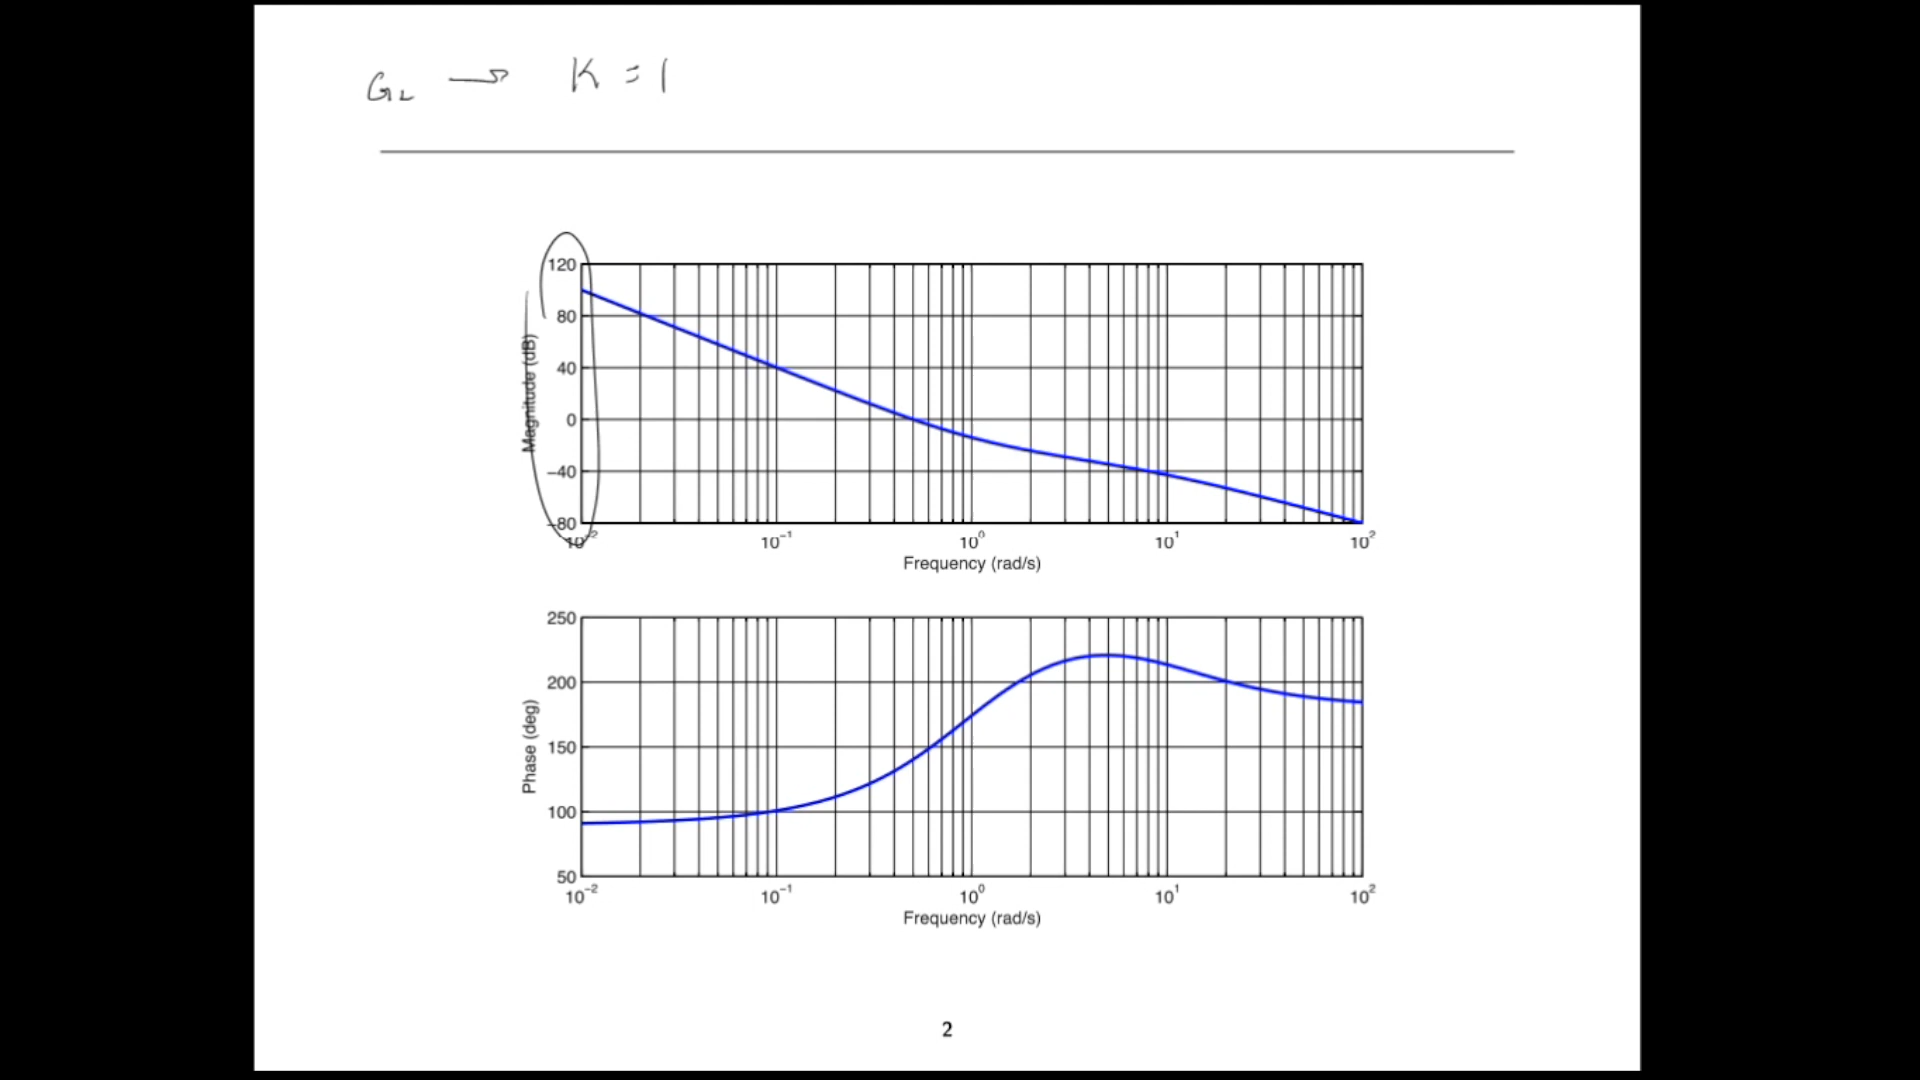 G_L → K = 1
120
80
40
0
−40
−80
Magnitude (dB)
10^-2 10^-1 10^0 10^1 10^2
Frequency (rad/s)
250
200
150
100
50
Phase (deg)
10^-2 10^-1 10^0 10^1 10^2
Frequency (rad/s)
2